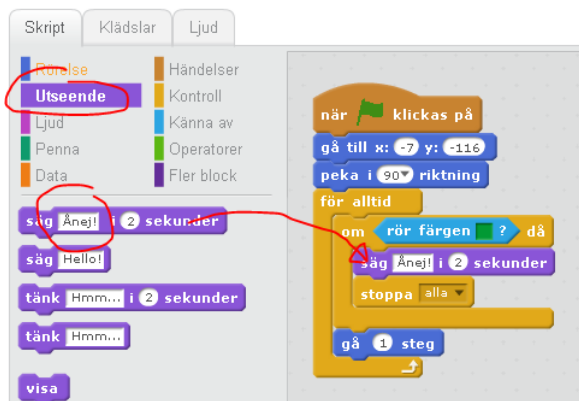 Skript Klädslar Ljud
Rörelse Händelser
Utseende Kontroll
Ljud Känna av
Penna Operatorer
Data Fler block
säg Ånej! i 2 sekunder
säg Hello!
tänk Hmm... i 2 sekunder
tänk Hmm...
visa
när klickas på
gå till x: -7 y: -116
peka i 90 riktning
för alltid
om rör färgen ? då
säg Ånej! i 2 sekunder
stoppa alla
gå 1 steg